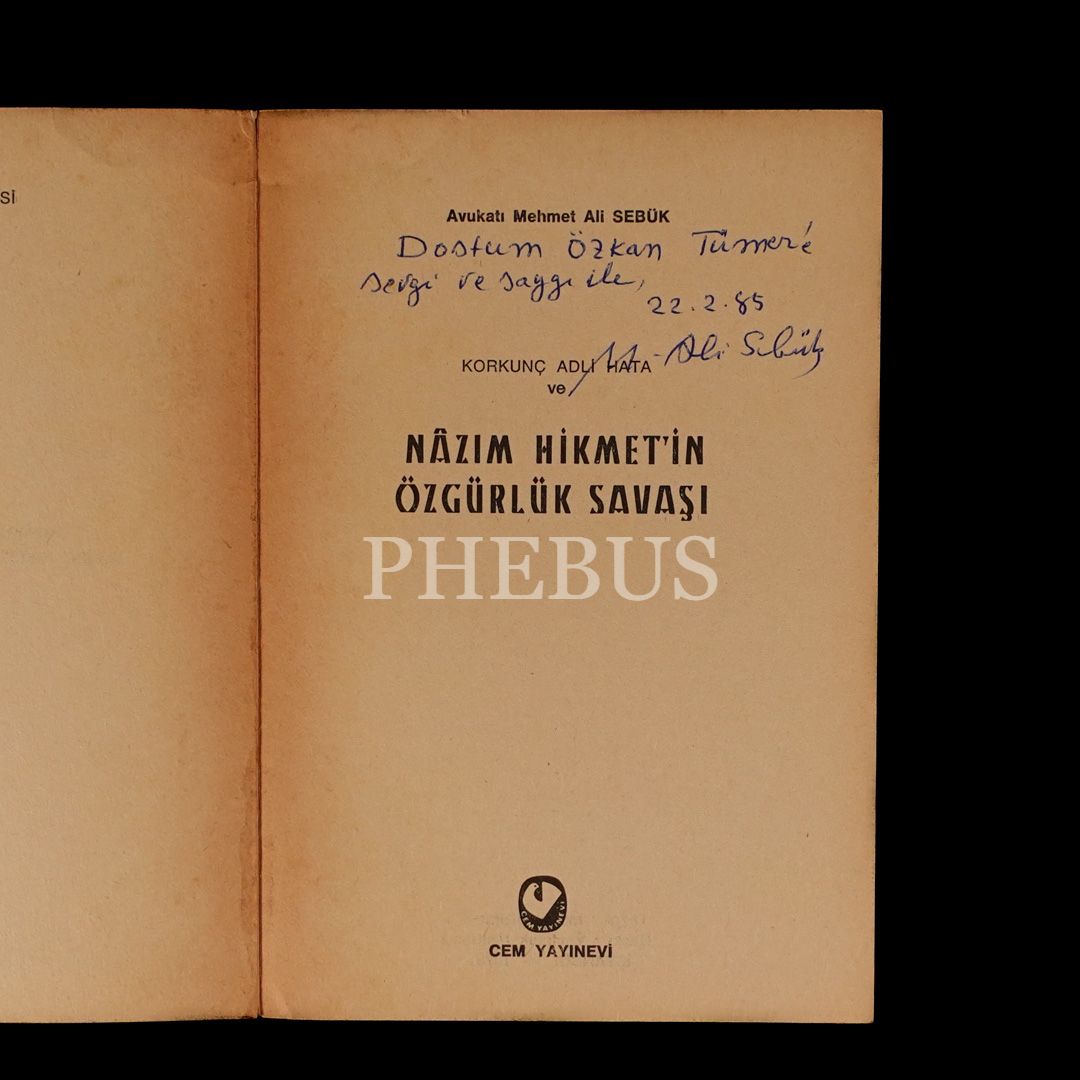 Sİ
Avukatı Mehmet Ali SEBÜK
Dostum Özkan Tümer'e
sevgi ve saygı ile,
22.2.85
M. Ali Sebük
KORKUNÇ ADLİ HATA
ve
NÂZIM HİKMET'İN
ÖZGÜRLÜK SAVAŞI
PHEBUS
CEM YAYINEVİ
CEM YAYINEVİ